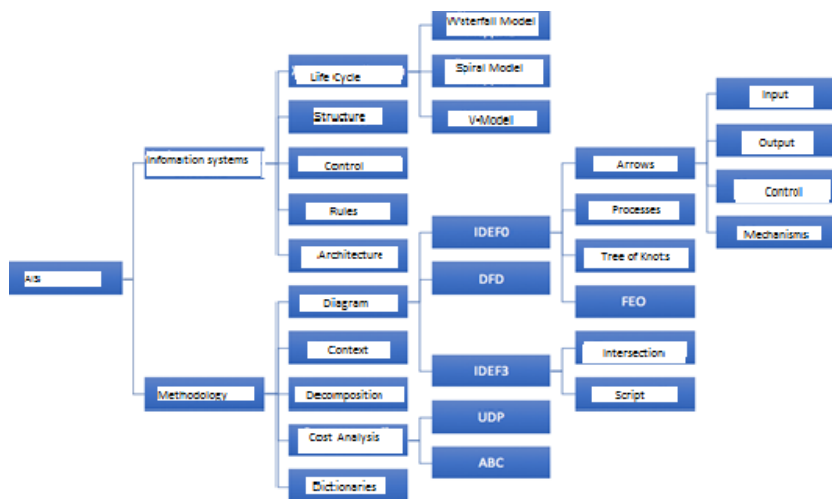 Waterfall Model
Life Cycle
Spiral Model
Structure
V-Model
Input
Infomation systems
Control
Arrows
Output
Rules
Processes
Control
Architecture
IDEF0
Tree of Knots
Mechanisms
AIS
Diagram
DFD
FEO
Context
IDEF3
Intersection
Methodology
Decomposition
Script
Cost Analysis
UDP
Dictionaries
ABC